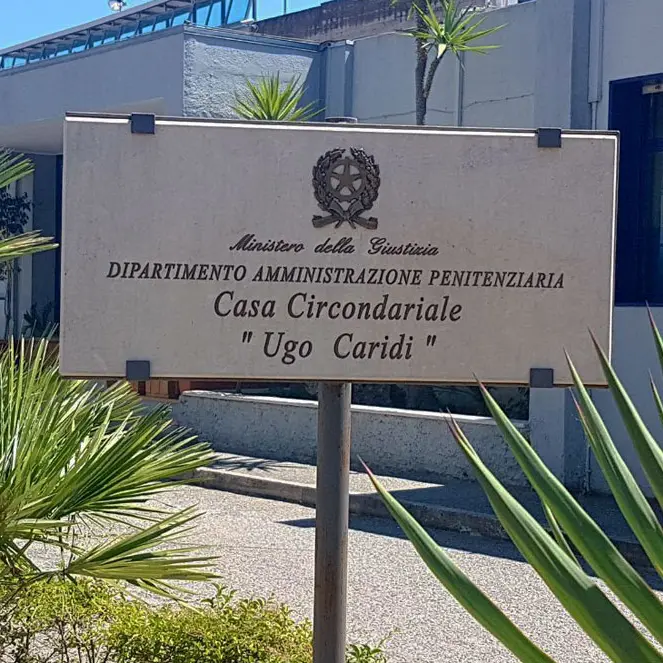 Ministero della Giustizia
DIPARTIMENTO AMMINISTRAZIONE PENITENZIARIA
Casa Circondariale
" Ugo Caridi "